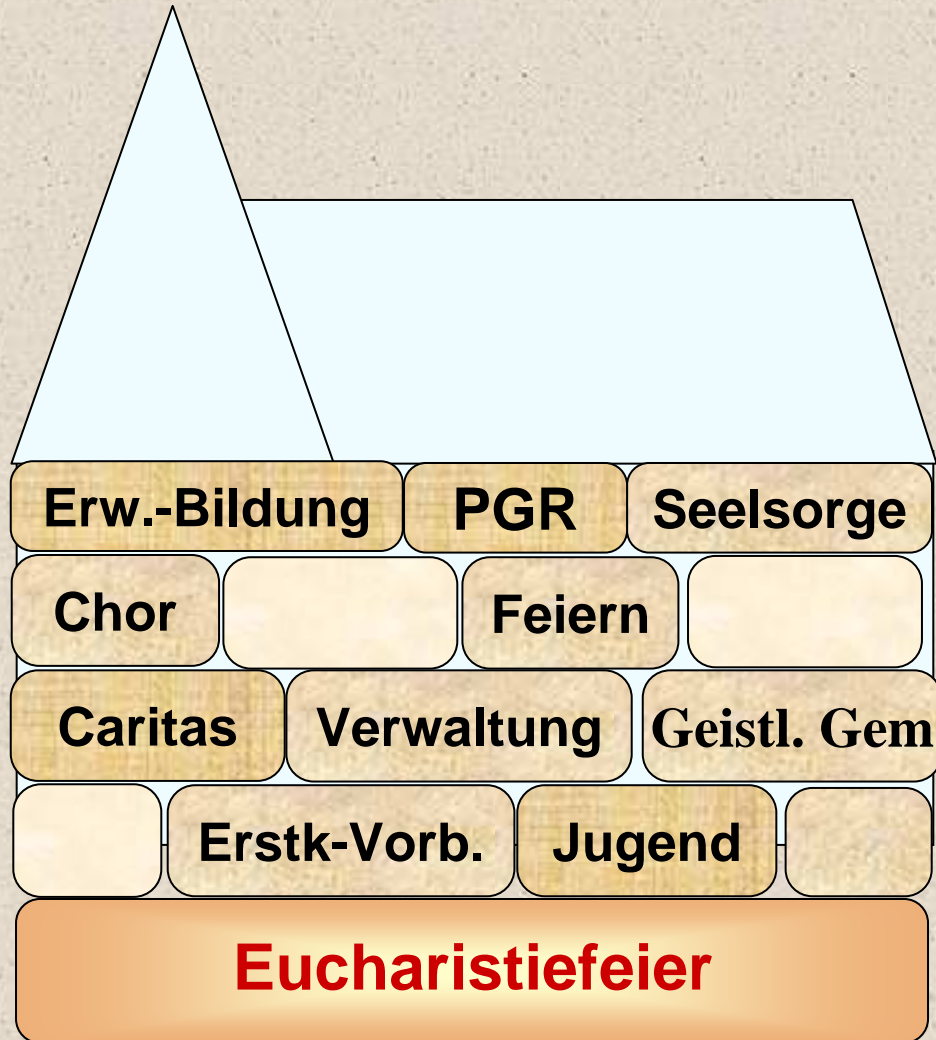 Erw.-Bildung PGR Seelsorge
Chor Feiern
Caritas Verwaltung Geistl. Gem
Erstk-Vorb. Jugend
Eucharistiefeier